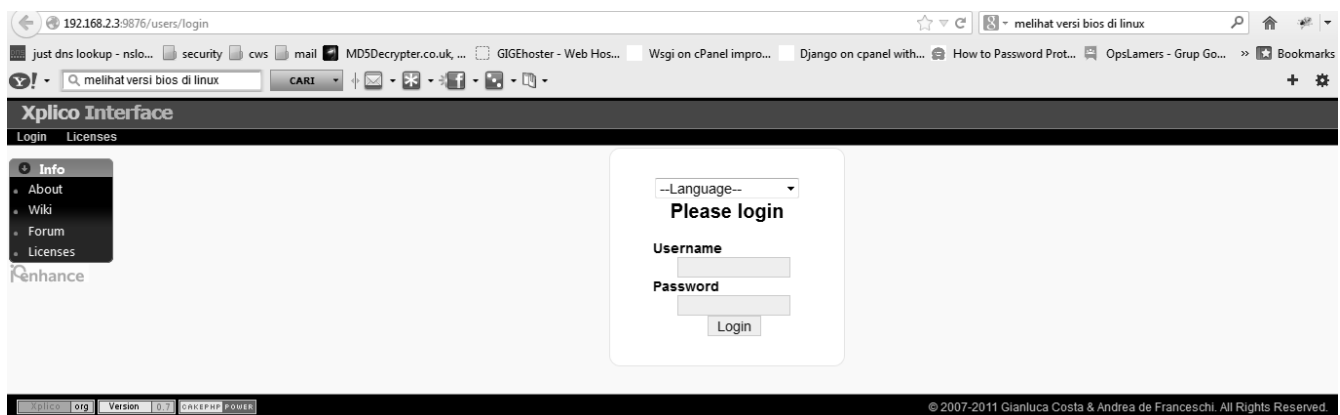 192.168.2.3:9876/users/login
melihat versi bios di linux
just dns lookup - nslo... security cws mail MD5Decrypter.co.uk, ... GIGEhoster - Web Hos... Wsgi on cPanel impro... Django on cpanel with... How to Password Prot... OpsLamers - Grup Go... » Bookmarks
Y! melihat versi bios di linux CARI
Xplico Interface
Login Licenses
Info
About
Wiki
Forum
Licenses
--Language--
Please login
Username
Password
Login
Xplico org Version 0.7 CAKEPHP POWER
© 2007-2011 Gianluca Costa & Andrea de Franceschi. All Rights Reserved.